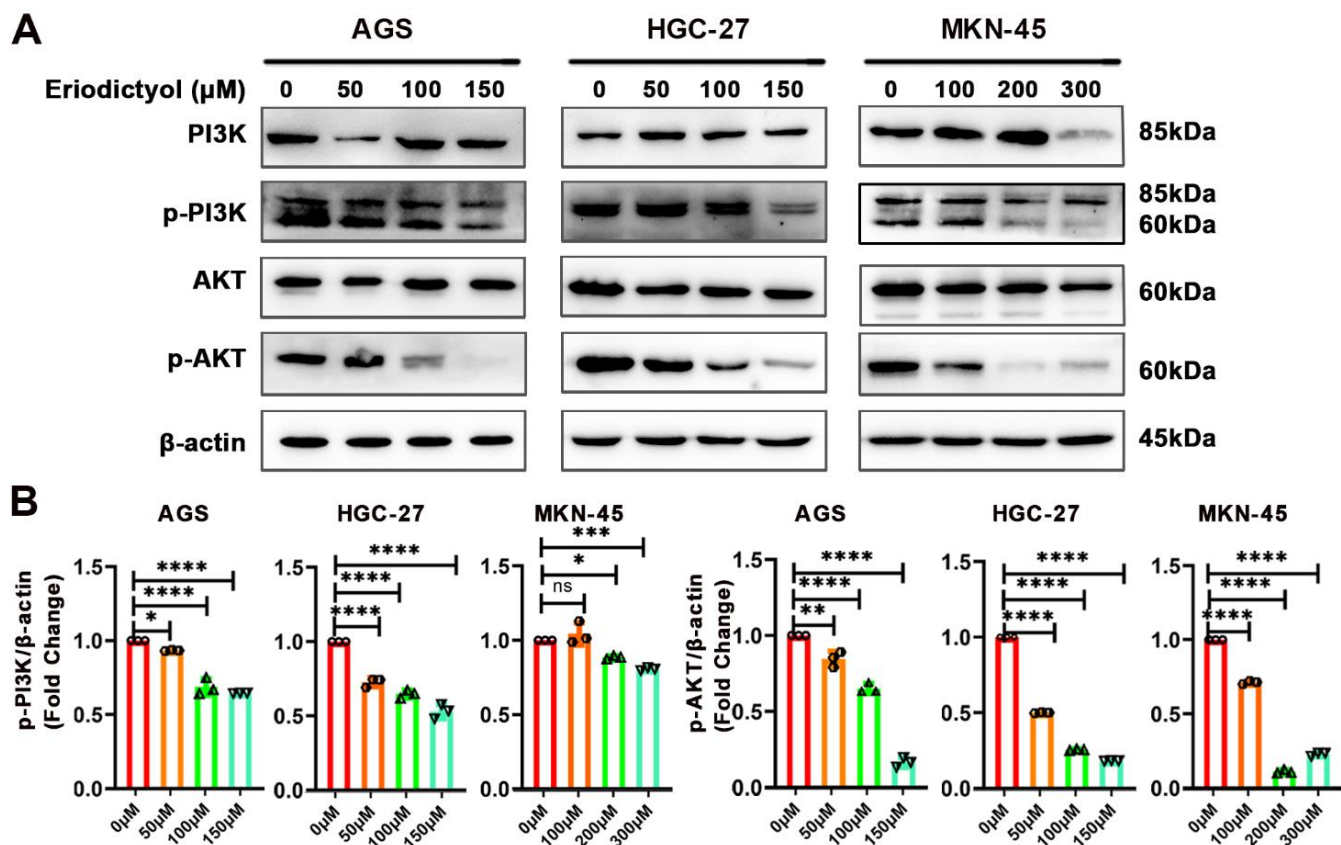 A
AGS HGC-27 MKN-45
Eriodictyol (μM) 0 50 100 150 0 50 100 150 0 100 200 300
PI3K 85kDa
p-PI3K 85kDa
60kDa
AKT 60kDa
p-AKT 60kDa
β-actin 45kDa
B
AGS HGC-27 MKN-45 AGS HGC-27 MKN-45
p-PI3K/β-actin
(Fold Change)
1.5
1.0
0.5
0.0
****
****
*
0μM 50μM 100μM 150μM
1.5
1.0
0.5
0.0
****
****
****
0μM 50μM 100μM 150μM
1.5
1.0
0.5
0.0
***
*
ns
0μM 100μM 200μM 300μM
p-AKT/β-actin
(Fold Change)
1.5
1.0
0.5
0.0
****
****
**
0μM 50μM 100μM 150μM
1.5
1.0
0.5
0.0
****
****
****
0μM 50μM 100μM 150μM
1.5
1.0
0.5
0.0
****
****
****
0μM 100μM 200μM 300μM